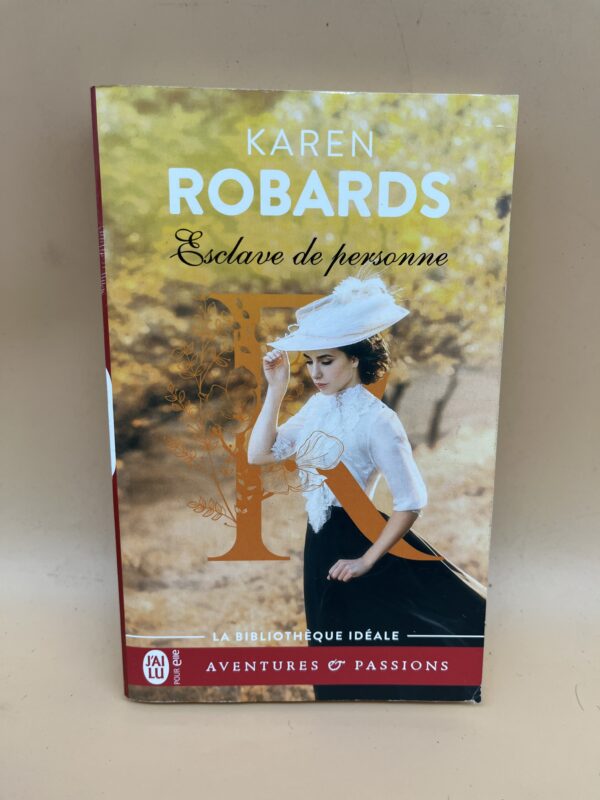 KAREN
ROBARDS
Esclave de personne
R
LA BIBLIOTHÈQUE IDÉALE
J'AI
LU
POUR elle
AVENTURES & PASSIONS